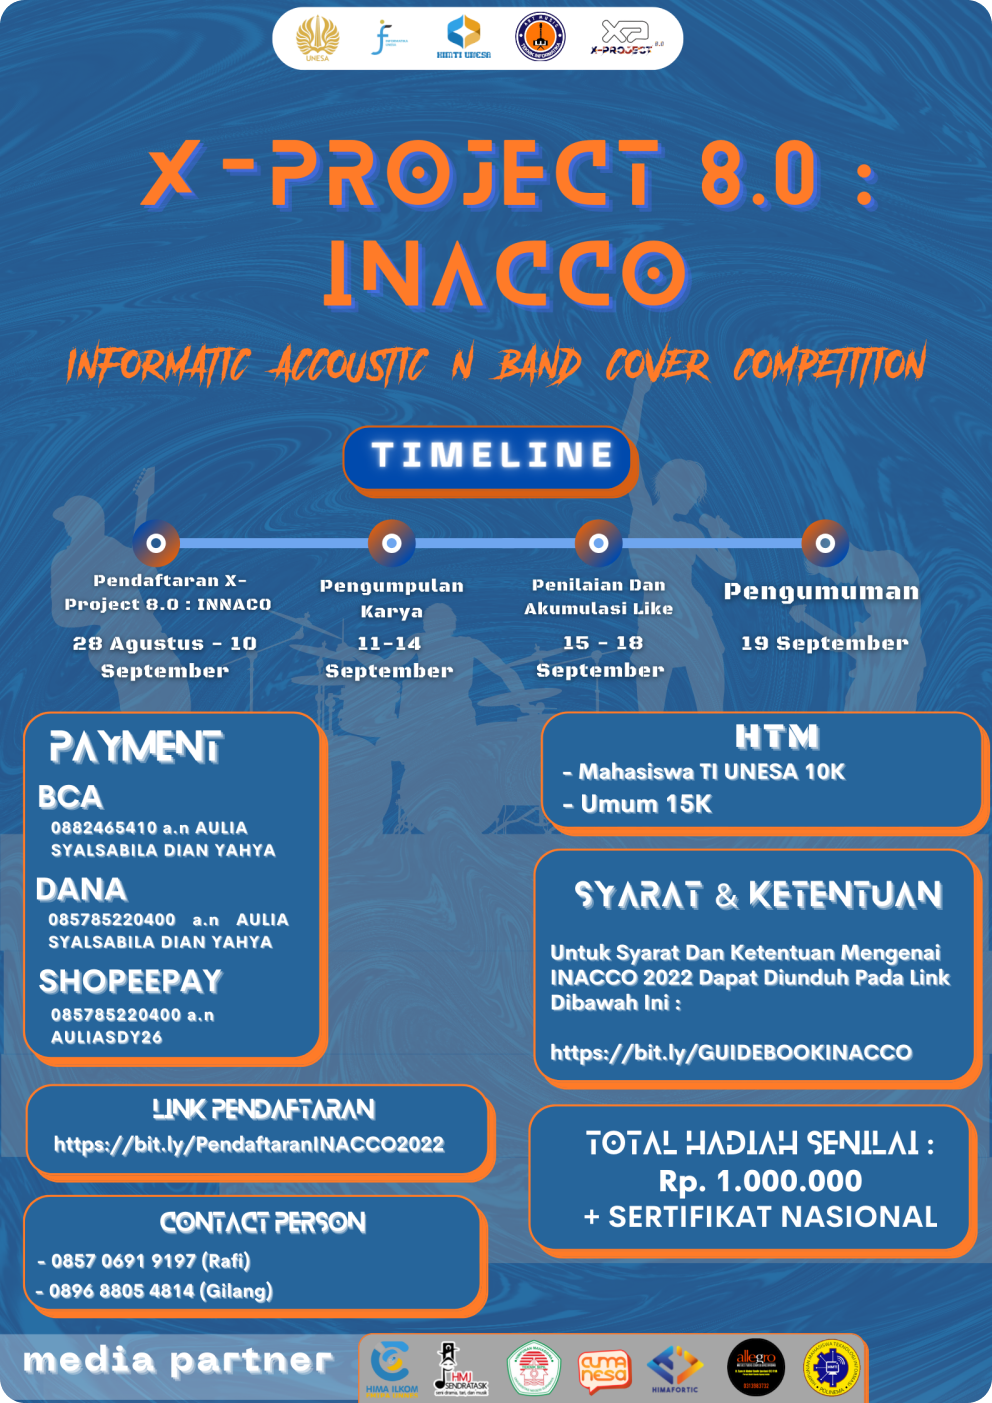 UNESA
HIMTI UNESA
ART MUSIC
X-PROJECT 8.0
X-PROJECT 8.0 :
INACCO
INFORMATIC ACCOUSTIC N BAND COVER COMPETITION
TIMELINE
Pendaftaran X-
Project 8.0 : INNACO
28 Agustus - 10
September
Pengumpulan
Karya
11-14
September
Penilaian Dan
Akumulasi Like
15 - 18
September
Pengumuman
19 September
PAYMENT
BCA
0882465410 a.n AULIA
SYALSABILA DIAN YAHYA
DANA
085785220400 a.n AULIA
SYALSABILA DIAN YAHYA
SHOPEEPAY
085785220400 a.n
AULIASDY26
HTM
- Mahasiswa TI UNESA 10K
- Umum 15K
SYARAT & KETENTUAN
Untuk Syarat Dan Ketentuan Mengenai
INACCO 2022 Dapat Diunduh Pada Link
Dibawah Ini :
https://bit.ly/GUIDEBOOKINACCO
LINK PENDAFTARAN
https://bit.ly/PendaftaranINACCO2022
TOTAL HADIAH SENILAI :
Rp. 1.000.000
+ SERTIFIKAT NASIONAL
CONTACT PERSON
- 0857 0691 9197 (Rafi)
- 0896 8805 4814 (Gilang)
media partner
HIMA ILKOM
HMJ
SENDRATASIK
CUMA
NESA
HIMAFORTIC
allegro